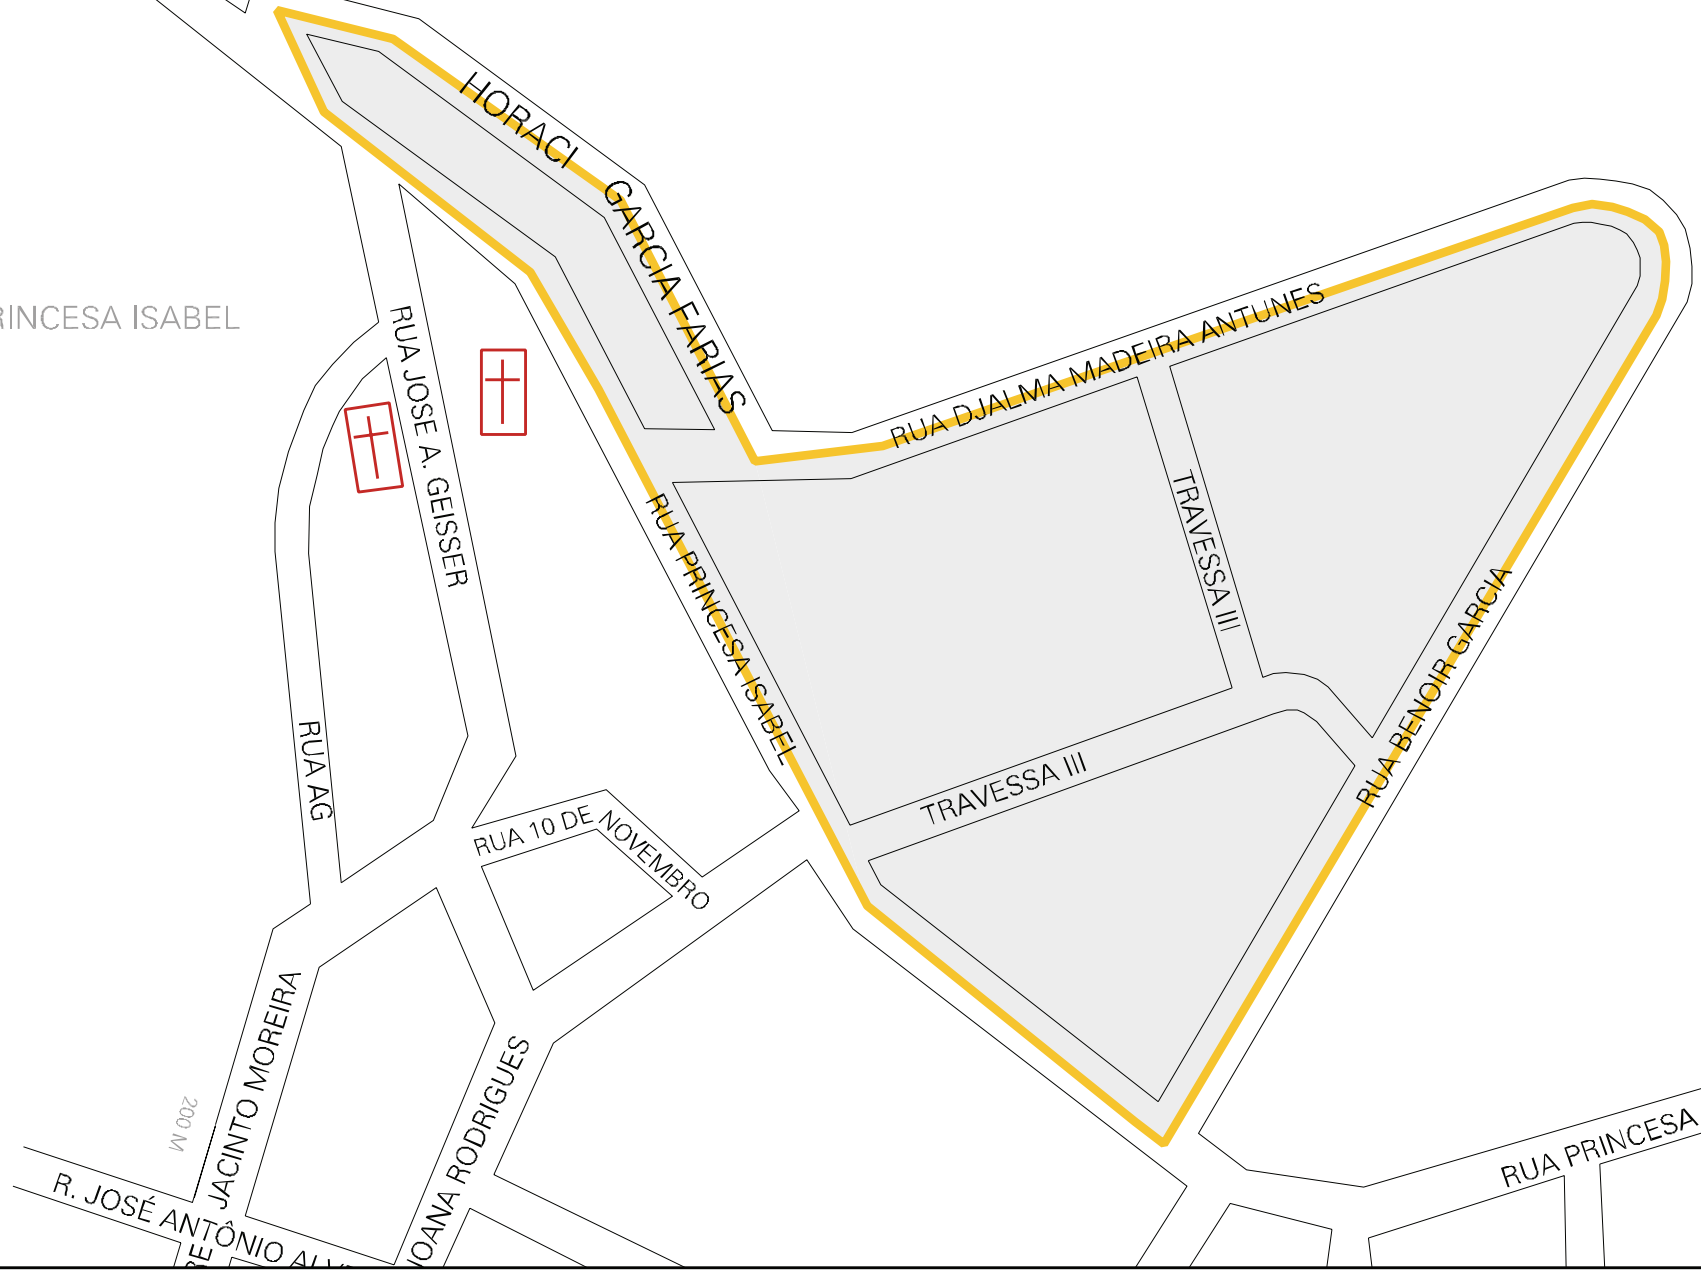 HORACI
GARCIA FARIAS
RUA DJALMA MADEIRA ANTUNES
RINCESA ISABEL
RUA JOSE A. GEISSER
TRAVESSA III
RUA PRINCESA ISABEL
RUA BENOIR GARCIA
RUA AG
TRAVESSA III
RUA 10 DE
NOVEMBRO
JACINTO MOREIRA
JOANA RODRIGUES
200 M
RUA PRINCESA
R. JOSÉ ANTÔNIO ALV